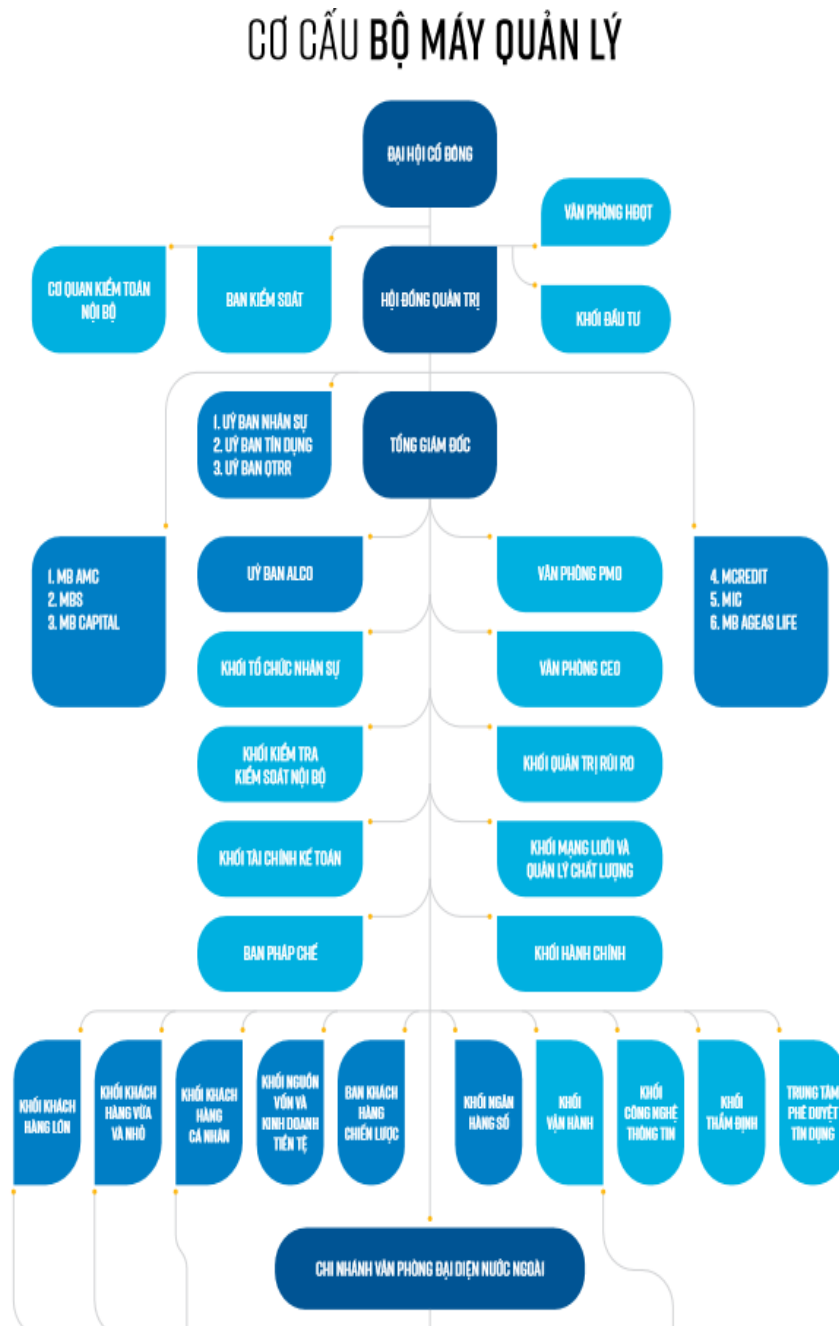 CƠ CẤU BỘ MÁY QUẢN LÝ
ĐẠI HỘI CỔ ĐÔNG
VĂN PHÒNG HĐQT
CƠ QUAN KIỂM TOÁN
NỘI BỘ
BAN KIỂM SOÁT
HỘI ĐỒNG QUẢN TRỊ
KHỐI ĐẦU TƯ
1. UỶ BAN NHÂN SỰ
2. UỶ BAN TÍN DỤNG
3. UỶ BAN QTRR
TỔNG GIÁM ĐỐC
1. MB AMC
2. MBS
3. MB CAPITAL
UỶ BAN ALCO
VĂN PHÒNG PMO
4. MCREDIT
5. MIC
6. MB AGEAS LIFE
KHỐI TỔ CHỨC NHÂN SỰ
VĂN PHÒNG CEO
KHỐI KIỂM TRA
KIỂM SOÁT NỘI BỘ
KHỐI QUẢN TRỊ RỦI RO
KHỐI TÀI CHÍNH KẾ TOÁN
KHỐI MẠNG LƯỚI VÀ
QUẢN LÝ CHẤT LƯỢNG
BAN PHÁP CHẾ
KHỐI HÀNH CHÍNH
KHỐI KHÁCH
HÀNG LỚN
KHỐI KHÁCH
HÀNG VỪA
VÀ NHỎ
KHỐI KHÁCH
HÀNG
CÁ NHÂN
KHỐI NGUỒN
VỐN VÀ
KINH DOANH
TIỀN TỆ
BAN KHÁCH
HÀNG
CHIẾN LƯỢC
KHỐI NGÂN
HÀNG SỐ
KHỐI
VẬN HÀNH
KHỐI
CÔNG NGHỆ
THÔNG TIN
KHỐI
THẨM ĐỊNH
TRUNG TÂM
PHÊ DUYỆT
TÍN DỤNG
CHI NHÁNH VĂN PHÒNG ĐẠI DIỆN NƯỚC NGOÀI